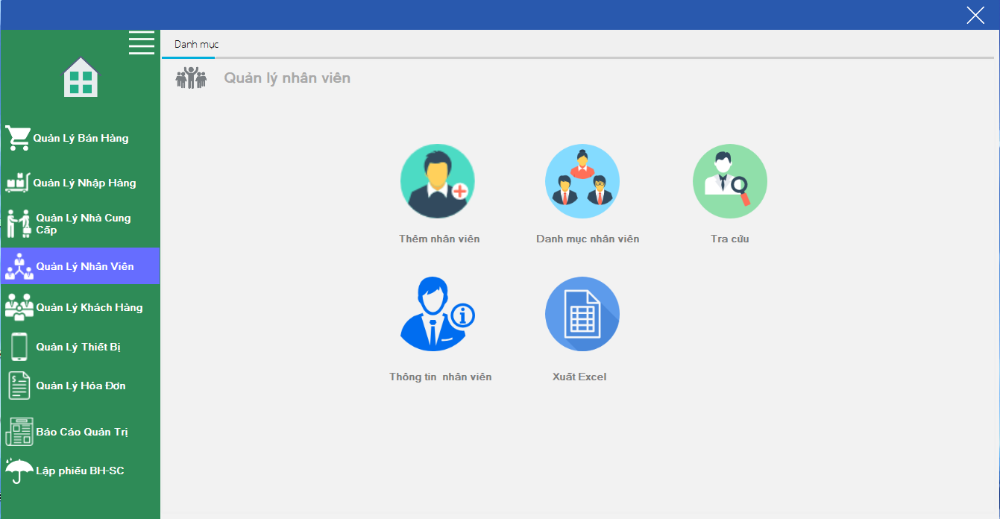 Danh mục
Quản lý nhân viên
Quản Lý Bán Hàng
Quản Lý Nhập Hàng
Quản Lý Nhà Cung
Cấp
Quản Lý Nhân Viên
Quản Lý Khách Hàng
Quản Lý Thiết Bị
Quản Lý Hóa Đơn
Báo Cáo Quản Trị
Lập phiếu BH-SC
Thêm nhân viên
Danh mục nhân viên
Tra cứu
Thông tin  nhân viên
Xuất Excel